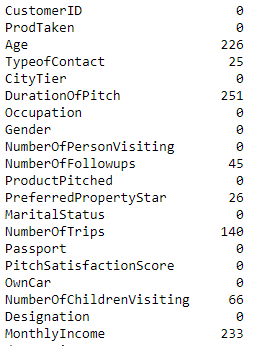 CustomerID 0
ProdTaken 0
Age 226
TypeofContact 25
CityTier 0
DurationOfPitch 251
Occupation 0
Gender 0
NumberOfPersonVisiting 0
NumberOfFollowups 45
ProductPitched 0
PreferredPropertyStar 26
MaritalStatus 0
NumberOfTrips 140
Passport 0
PitchSatisfactionScore 0
OwnCar 0
NumberOfChildrenVisiting 66
Designation 0
MonthlyIncome 233